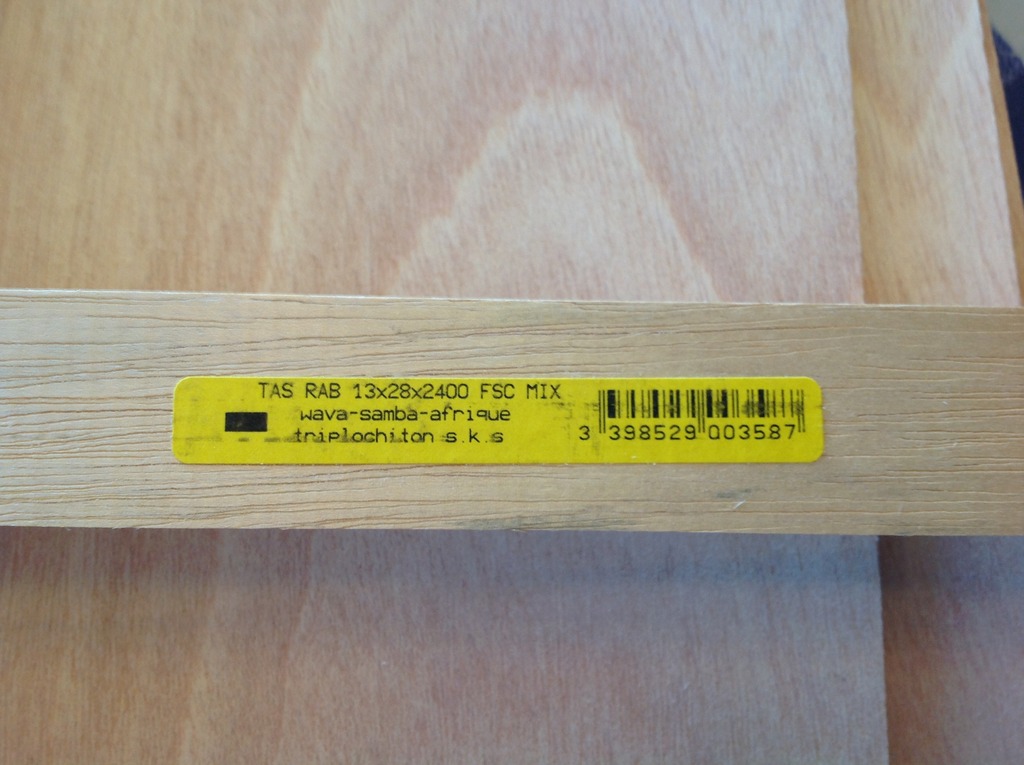 TAS RAB 13x28x2400 FSC MIX
wava-samba-afrique
triplochiton s.k.s
3 398529 003587